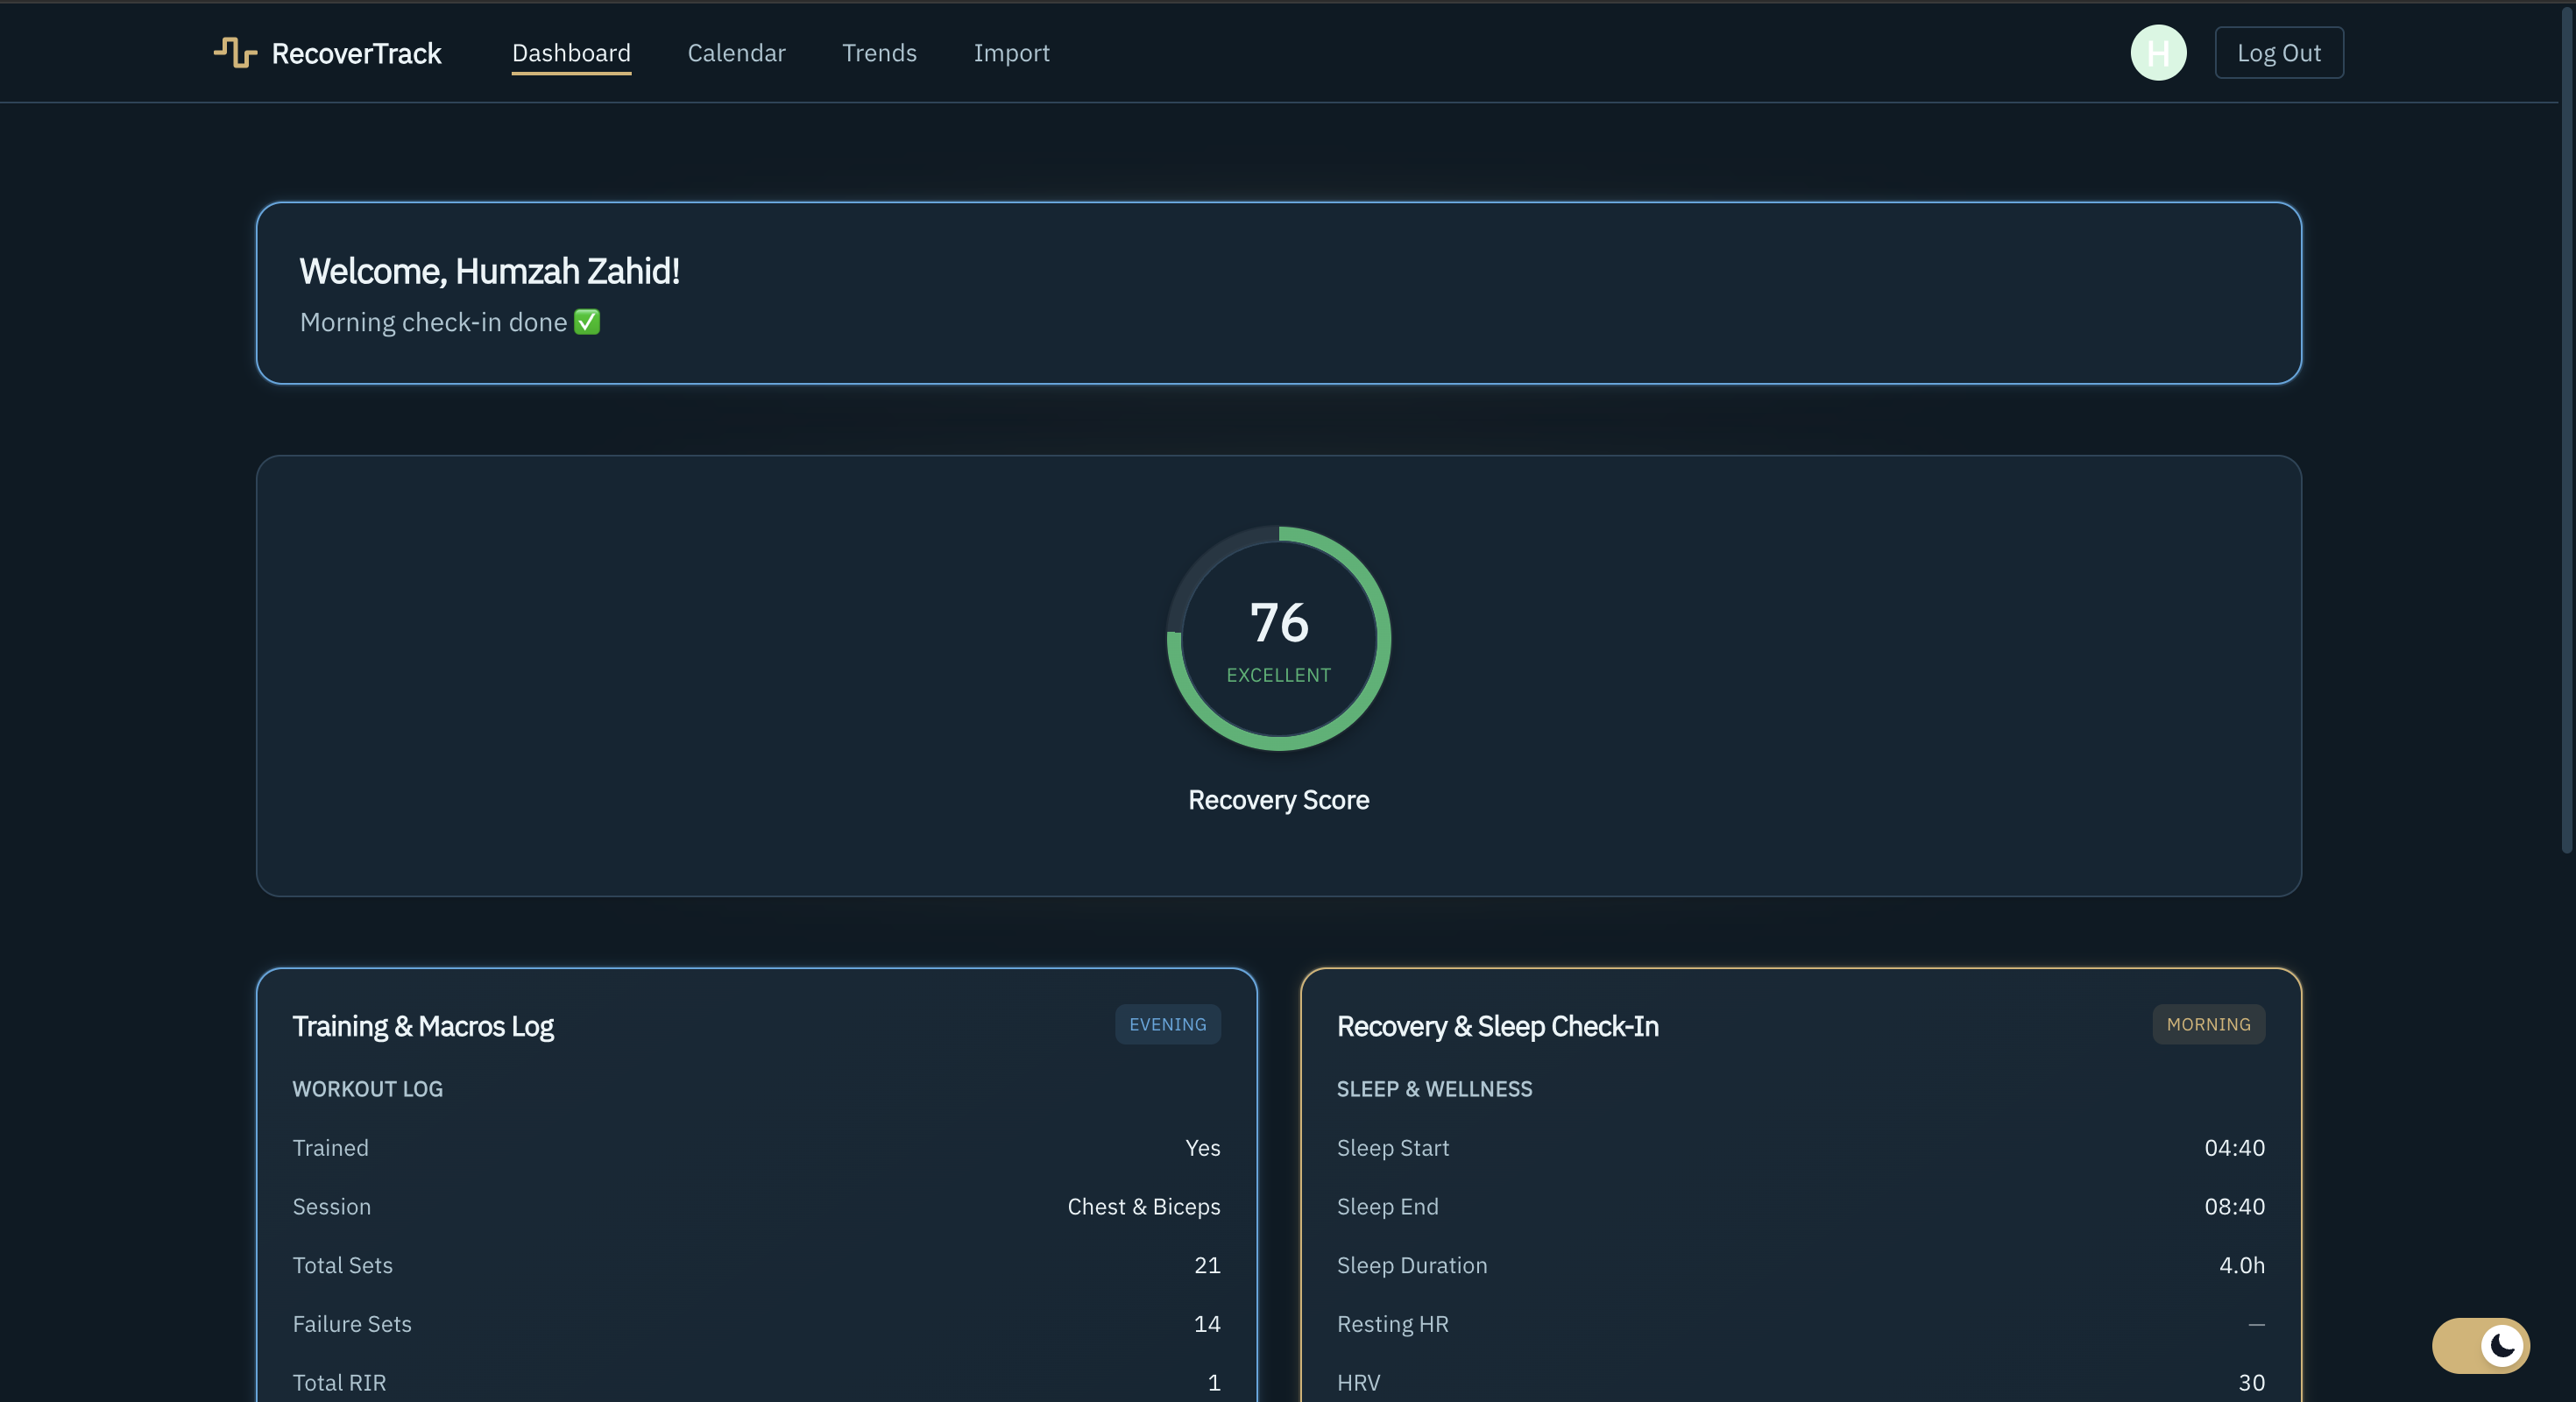 RecoverTrack Dashboard Calendar Trends Import H Log Out
Welcome, Humzah Zahid!
Morning check-in done ✅
76
EXCELLENT
Recovery Score
Training & Macros Log EVENING
WORKOUT LOG
Trained Yes
Session Chest & Biceps
Total Sets 21
Failure Sets 14
Total RIR 1
Recovery & Sleep Check-In MORNING
SLEEP & WELLNESS
Sleep Start 04:40
Sleep End 08:40
Sleep Duration 4.0h
Resting HR —
HRV 30